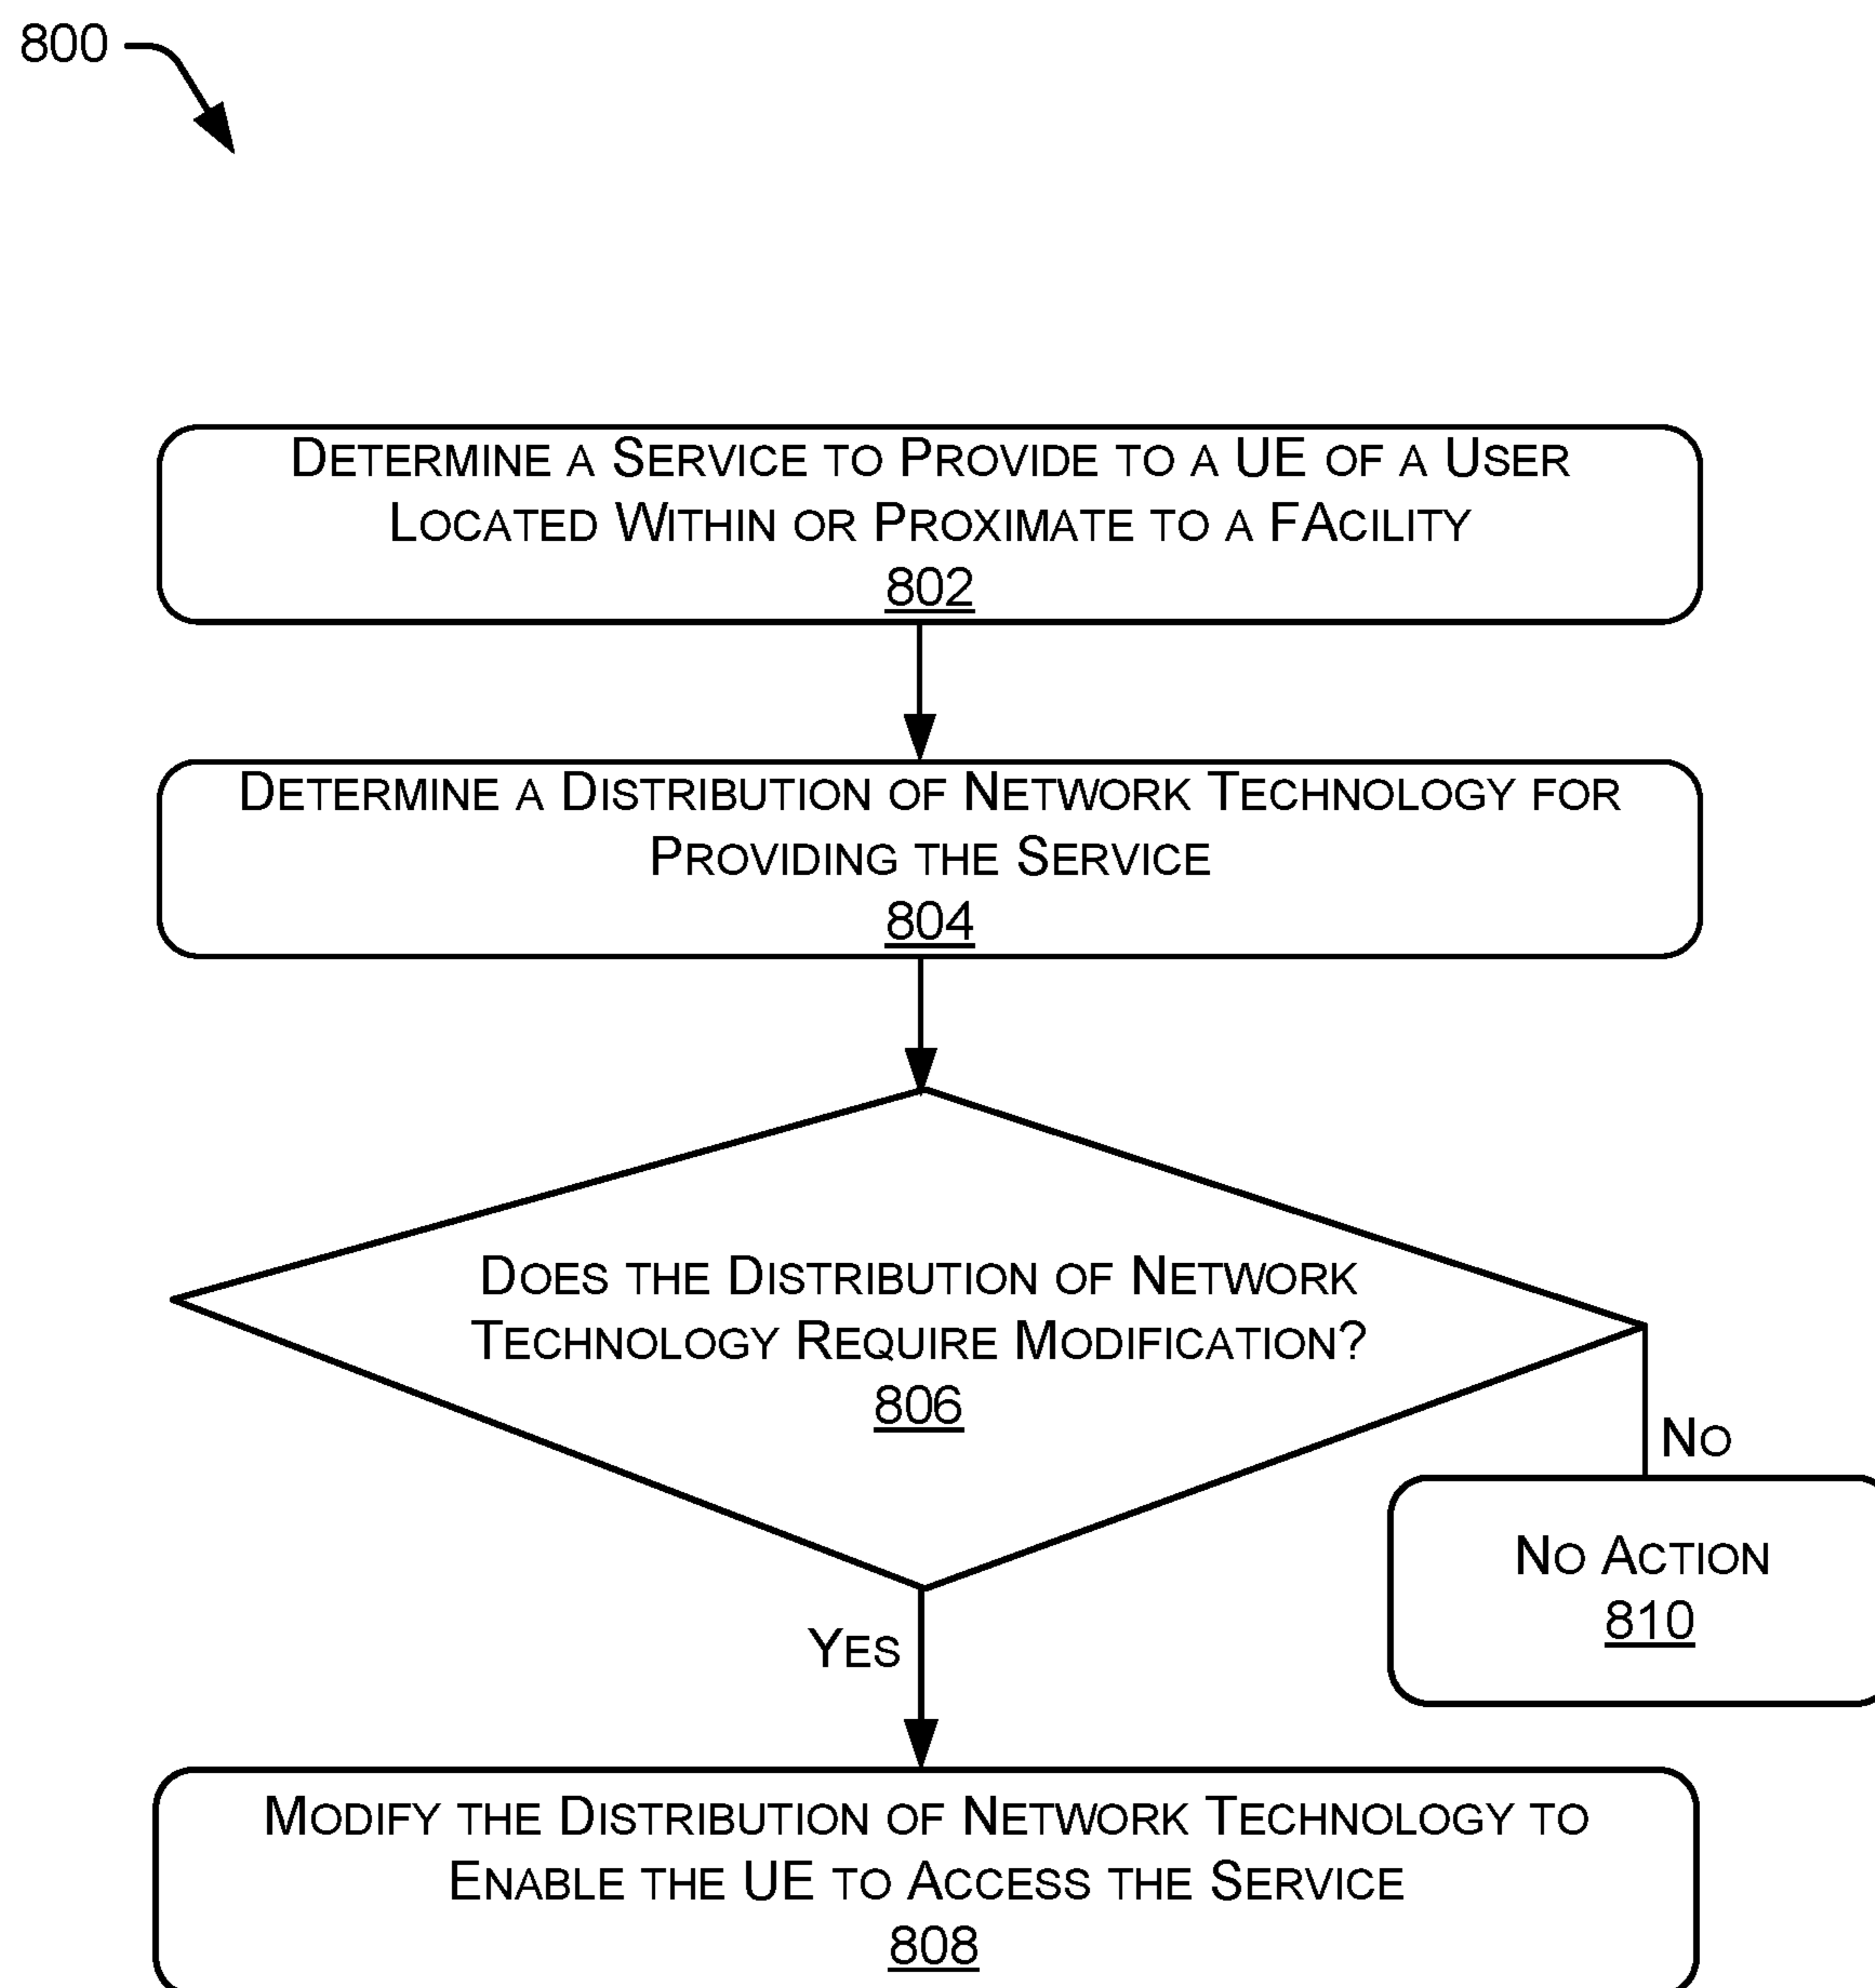 800
DETERMINE A SERVICE TO PROVIDE TO A UE OF A USER
LOCATED WITHIN OR PROXIMATE TO A FACILITY
802
DETERMINE A DISTRIBUTION OF NETWORK TECHNOLOGY FOR
PROVIDING THE SERVICE
804
DOES THE DISTRIBUTION OF NETWORK
TECHNOLOGY REQUIRE MODIFICATION?
806
NO
NO ACTION
810
YES
MODIFY THE DISTRIBUTION OF NETWORK TECHNOLOGY TO
ENABLE THE UE TO ACCESS THE SERVICE
808